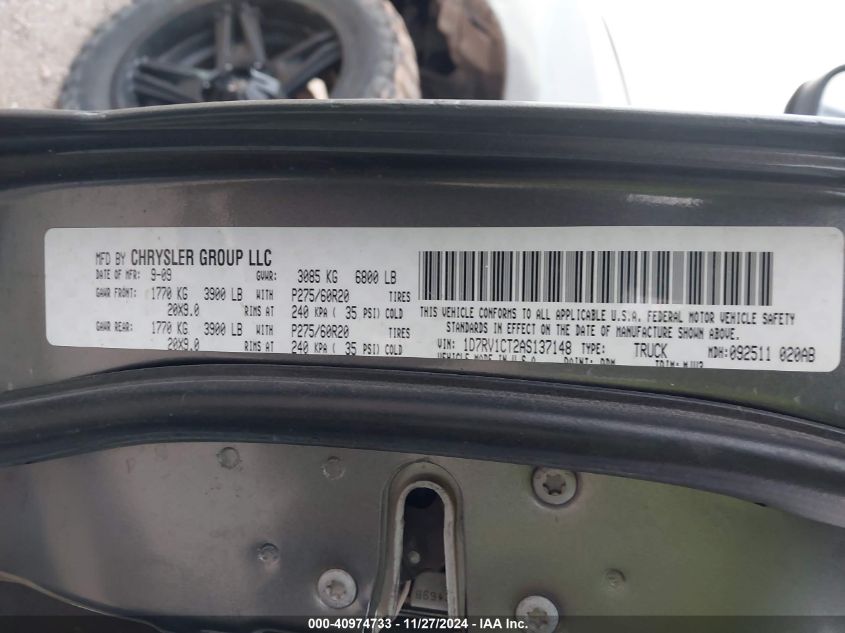 MFD BY CHRYSLER GROUP LLC
DATE OF MFR: 9-09 GVWR: 3085 KG 6800 LB
GAWR FRONT: 1770 KG 3900 LB WITH P275/60R20 TIRES
20X9.0 RIMS AT 240 KPA ( 35 PSI) COLD
GAWR REAR: 1770 KG 3900 LB WITH P275/60R20 TIRES
20X9.0 RIMS AT 240 KPA ( 35 PSI) COLD
THIS VEHICLE CONFORMS TO ALL APPLICABLE U.S.A. FEDERAL MOTOR VEHICLE SAFETY
STANDARDS IN EFFECT ON THE DATE OF MANUFACTURE SHOWN ABOVE.
VIN: 1D7RV1CT2AS137148 TYPE: TRUCK MDH:092511 020AB
VEHICLE MADE IN U.S.A
000-40974733 - 11/27/2024 - IAA Inc.